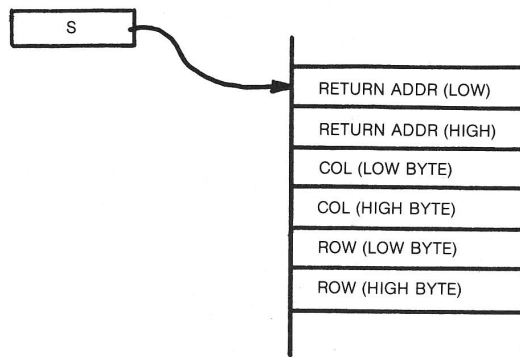 S
RETURN ADDR (LOW)
RETURN ADDR (HIGH)
COL (LOW BYTE)
COL (HIGH BYTE)
ROW (LOW BYTE)
ROW (HIGH BYTE)